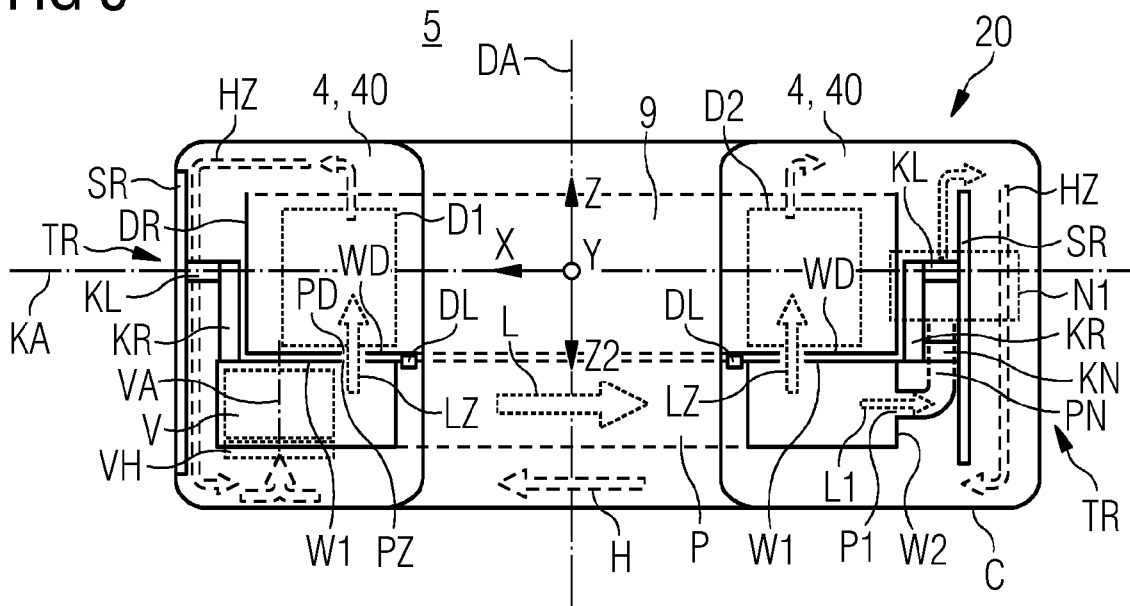 5
DA
20
HZ
4, 40
9
D2
4, 40
KL
HZ
SR
DR
D1
Z
SR
TR
WD
X
Y
WD
N1
KL
PD
DL
DL
KA
KR
L
Z2
KR
VA
KN
V
LZ
LZ
PN
VH
L1
TR
W1
PZ
H
P
W1
P1
W2
C